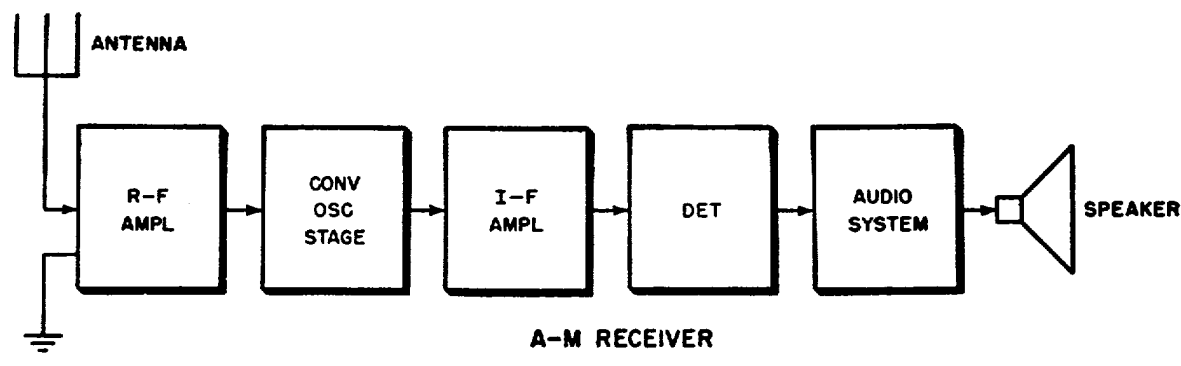 ANTENNA
R-F
AMPL
CONV
OSC
STAGE
I-F
AMPL
DET
AUDIO
SYSTEM
SPEAKER
A-M RECEIVER